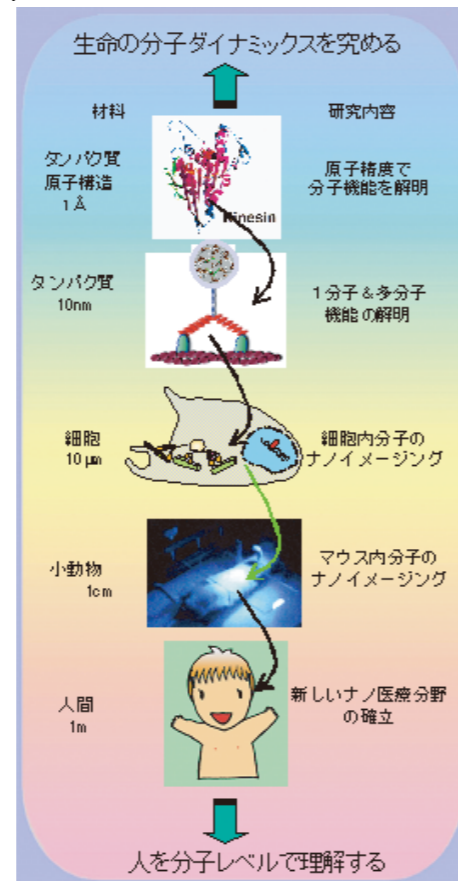 生命の分子ダイナミックスを究める
材料
研究内容
タンパク質
原子構造
1Å
Kinesin
原子精度で
分子機能を解明
タンパク質
10nm
1分子&多分子
機能の解明
細胞
10μm
細胞内分子の
ナノイメージング
小動物
1cm
マウス内分子の
ナノイメージング
人間
1m
新しいナノ医療分野
の確立
人を分子レベルで理解する